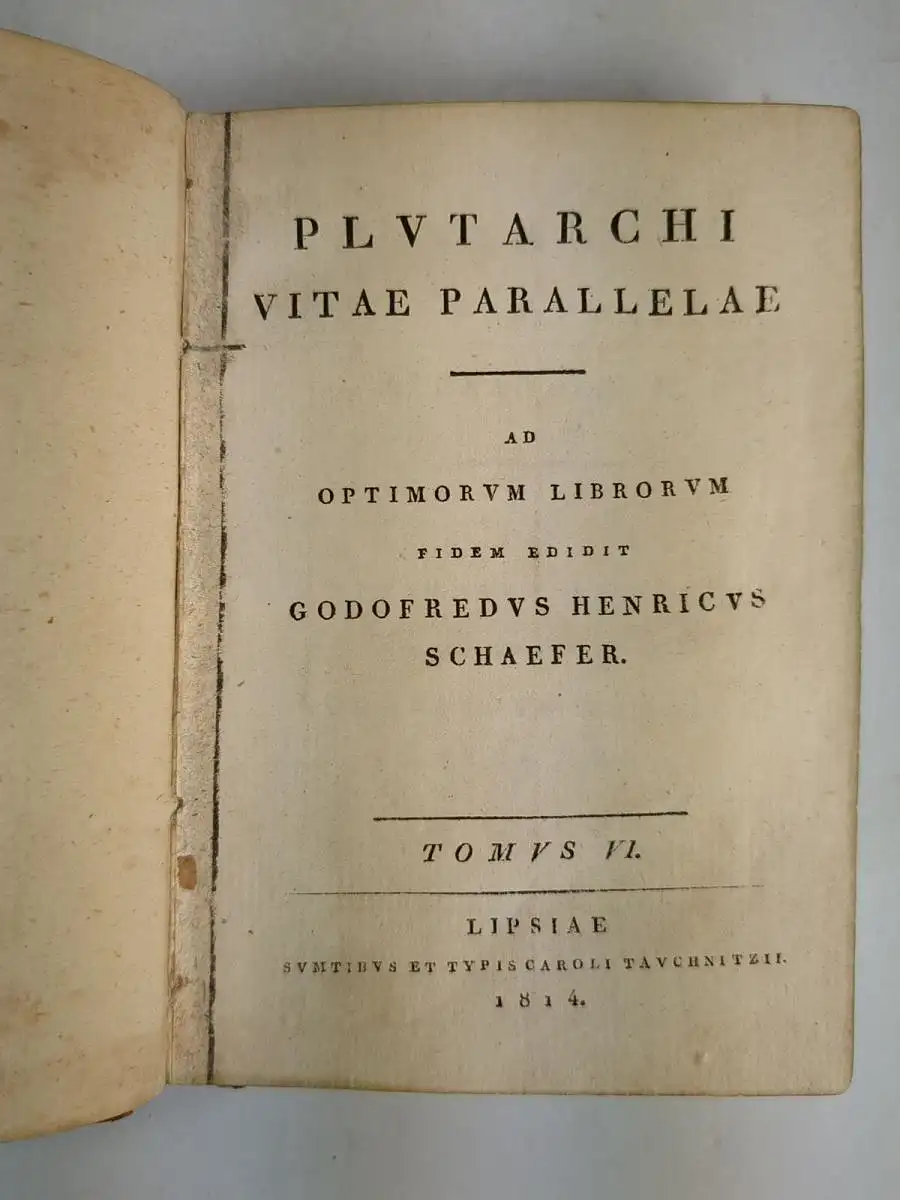 PLVTARCHI
VITAE PARALLELAE
AD
OPTIMORVM LIBRORVM
FIDEM EDIDIT
GODOFREDVS HENRICVS
SCHAEFER.
TOMVS VI.
LIPSIAE
SVMTIBVS ET TYPIS CAROLI TAVCHNITZII.
1814.